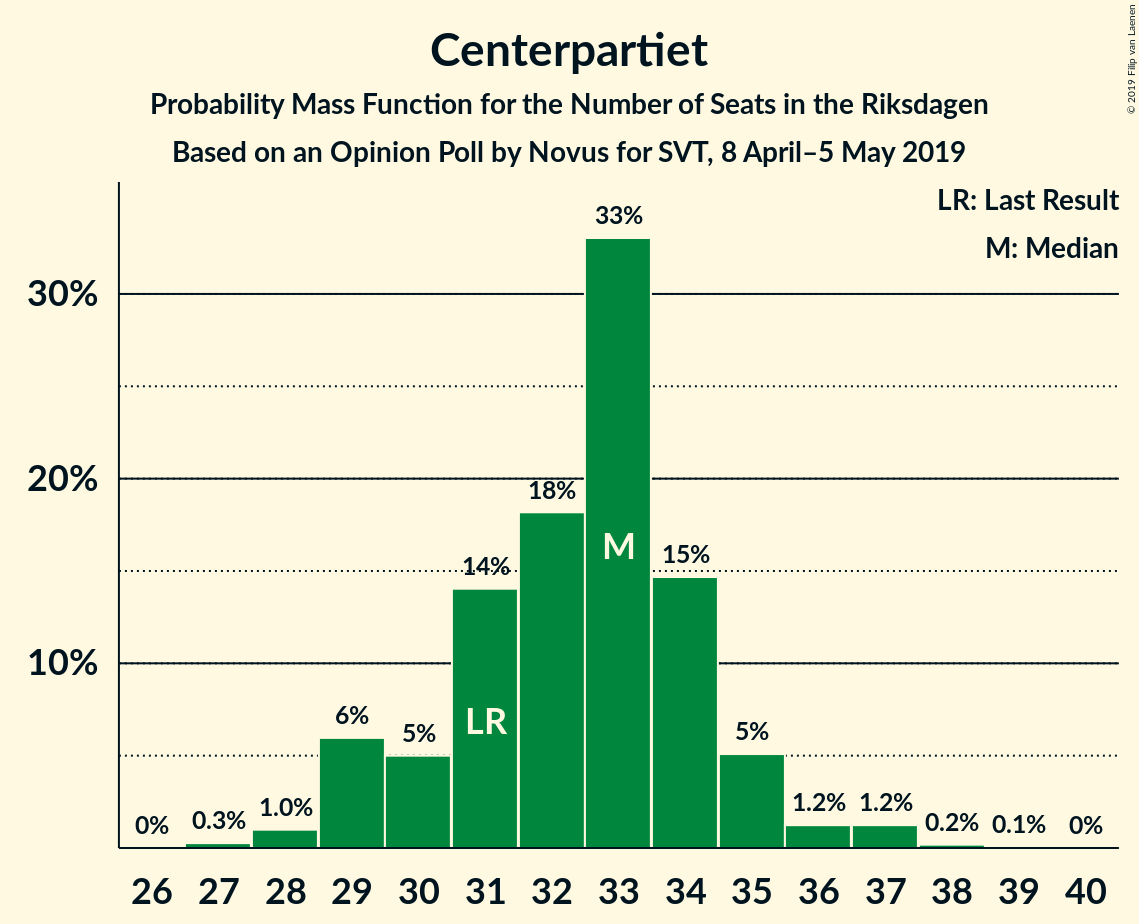 Centerpartiet
Probability Mass Function for the Number of Seats in the Riksdagen
Based on an Opinion Poll by Novus for SVT, 8 April–5 May 2019
© 2019 Filip van Laenen
LR: Last Result
M: Median
33%
30%
20%
18%
M
15%
14%
10%
LR
6%
5%
5%
1.2%
1.2%
1.0%
0.3%
0%
0.2%
0.1%
0%
26 27 28 29 30 31 32 33 34 35 36 37 38 39 40